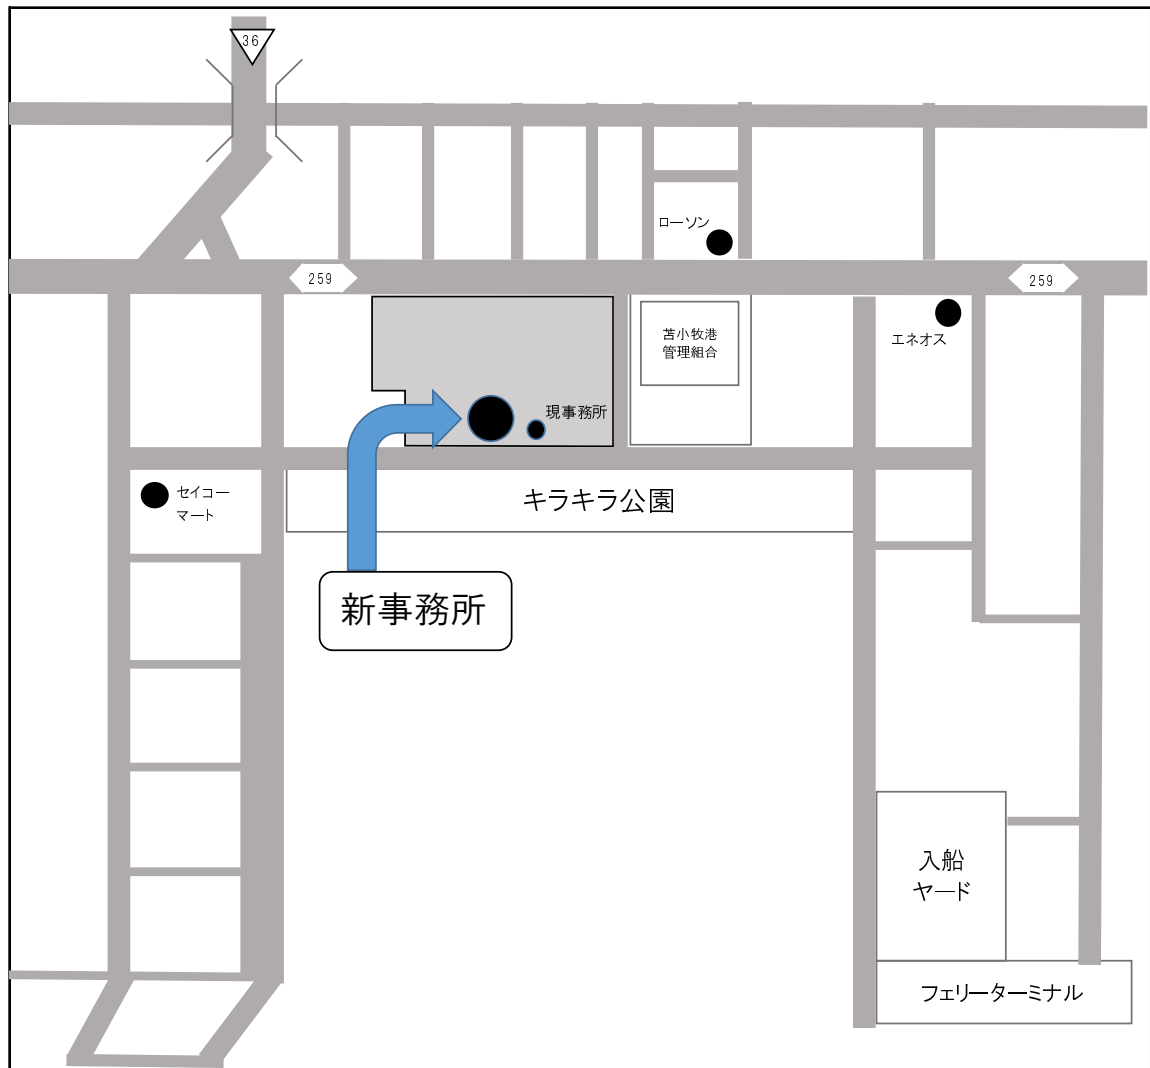 36
ローソン
259
259
苫小牧港
管理組合
エネオス
現事務所
セイコー
マート
キラキラ公園
新事務所
入船
ヤード
フェリーターミナル